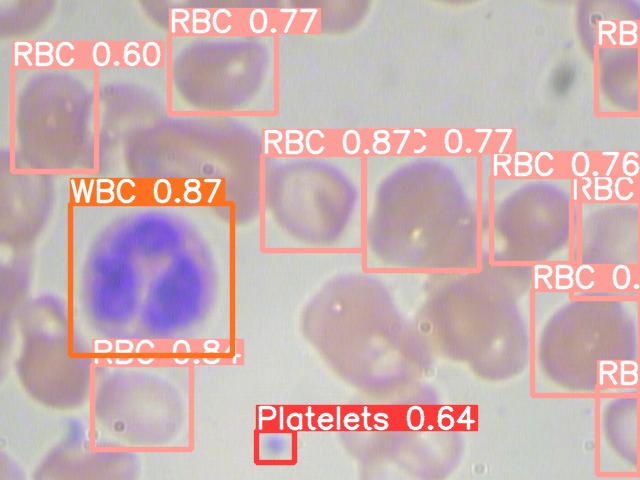 RBC 0.77
RB
RBC 0.60
RBC 0.87
0.77
RBC 0.76
RBC
WBC 0.87
RBC 0.
RBC 0.84
RB
Platelets 0.64